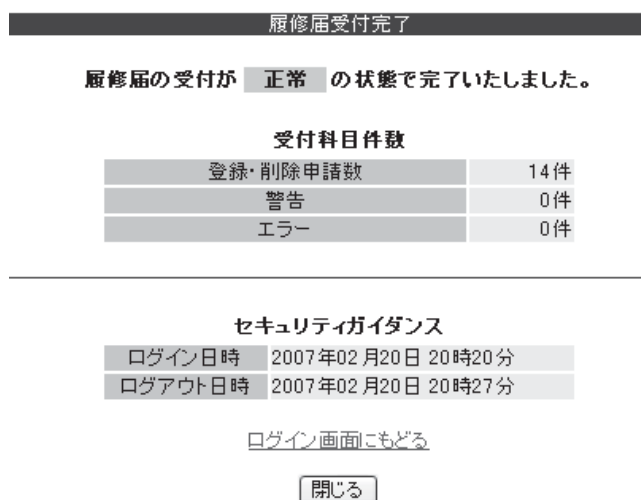 履修届受付完了
履修届の受付が 正常 の状態で完了いたしました。
受付科目件数
登録・削除申請数 14件
警告 0件
エラー 0件
セキュリティガイダンス
ログイン日時 2007年02月20日 20時20分
ログアウト日時 2007年02月20日 20時27分
ログイン画面にもどる
閉じる